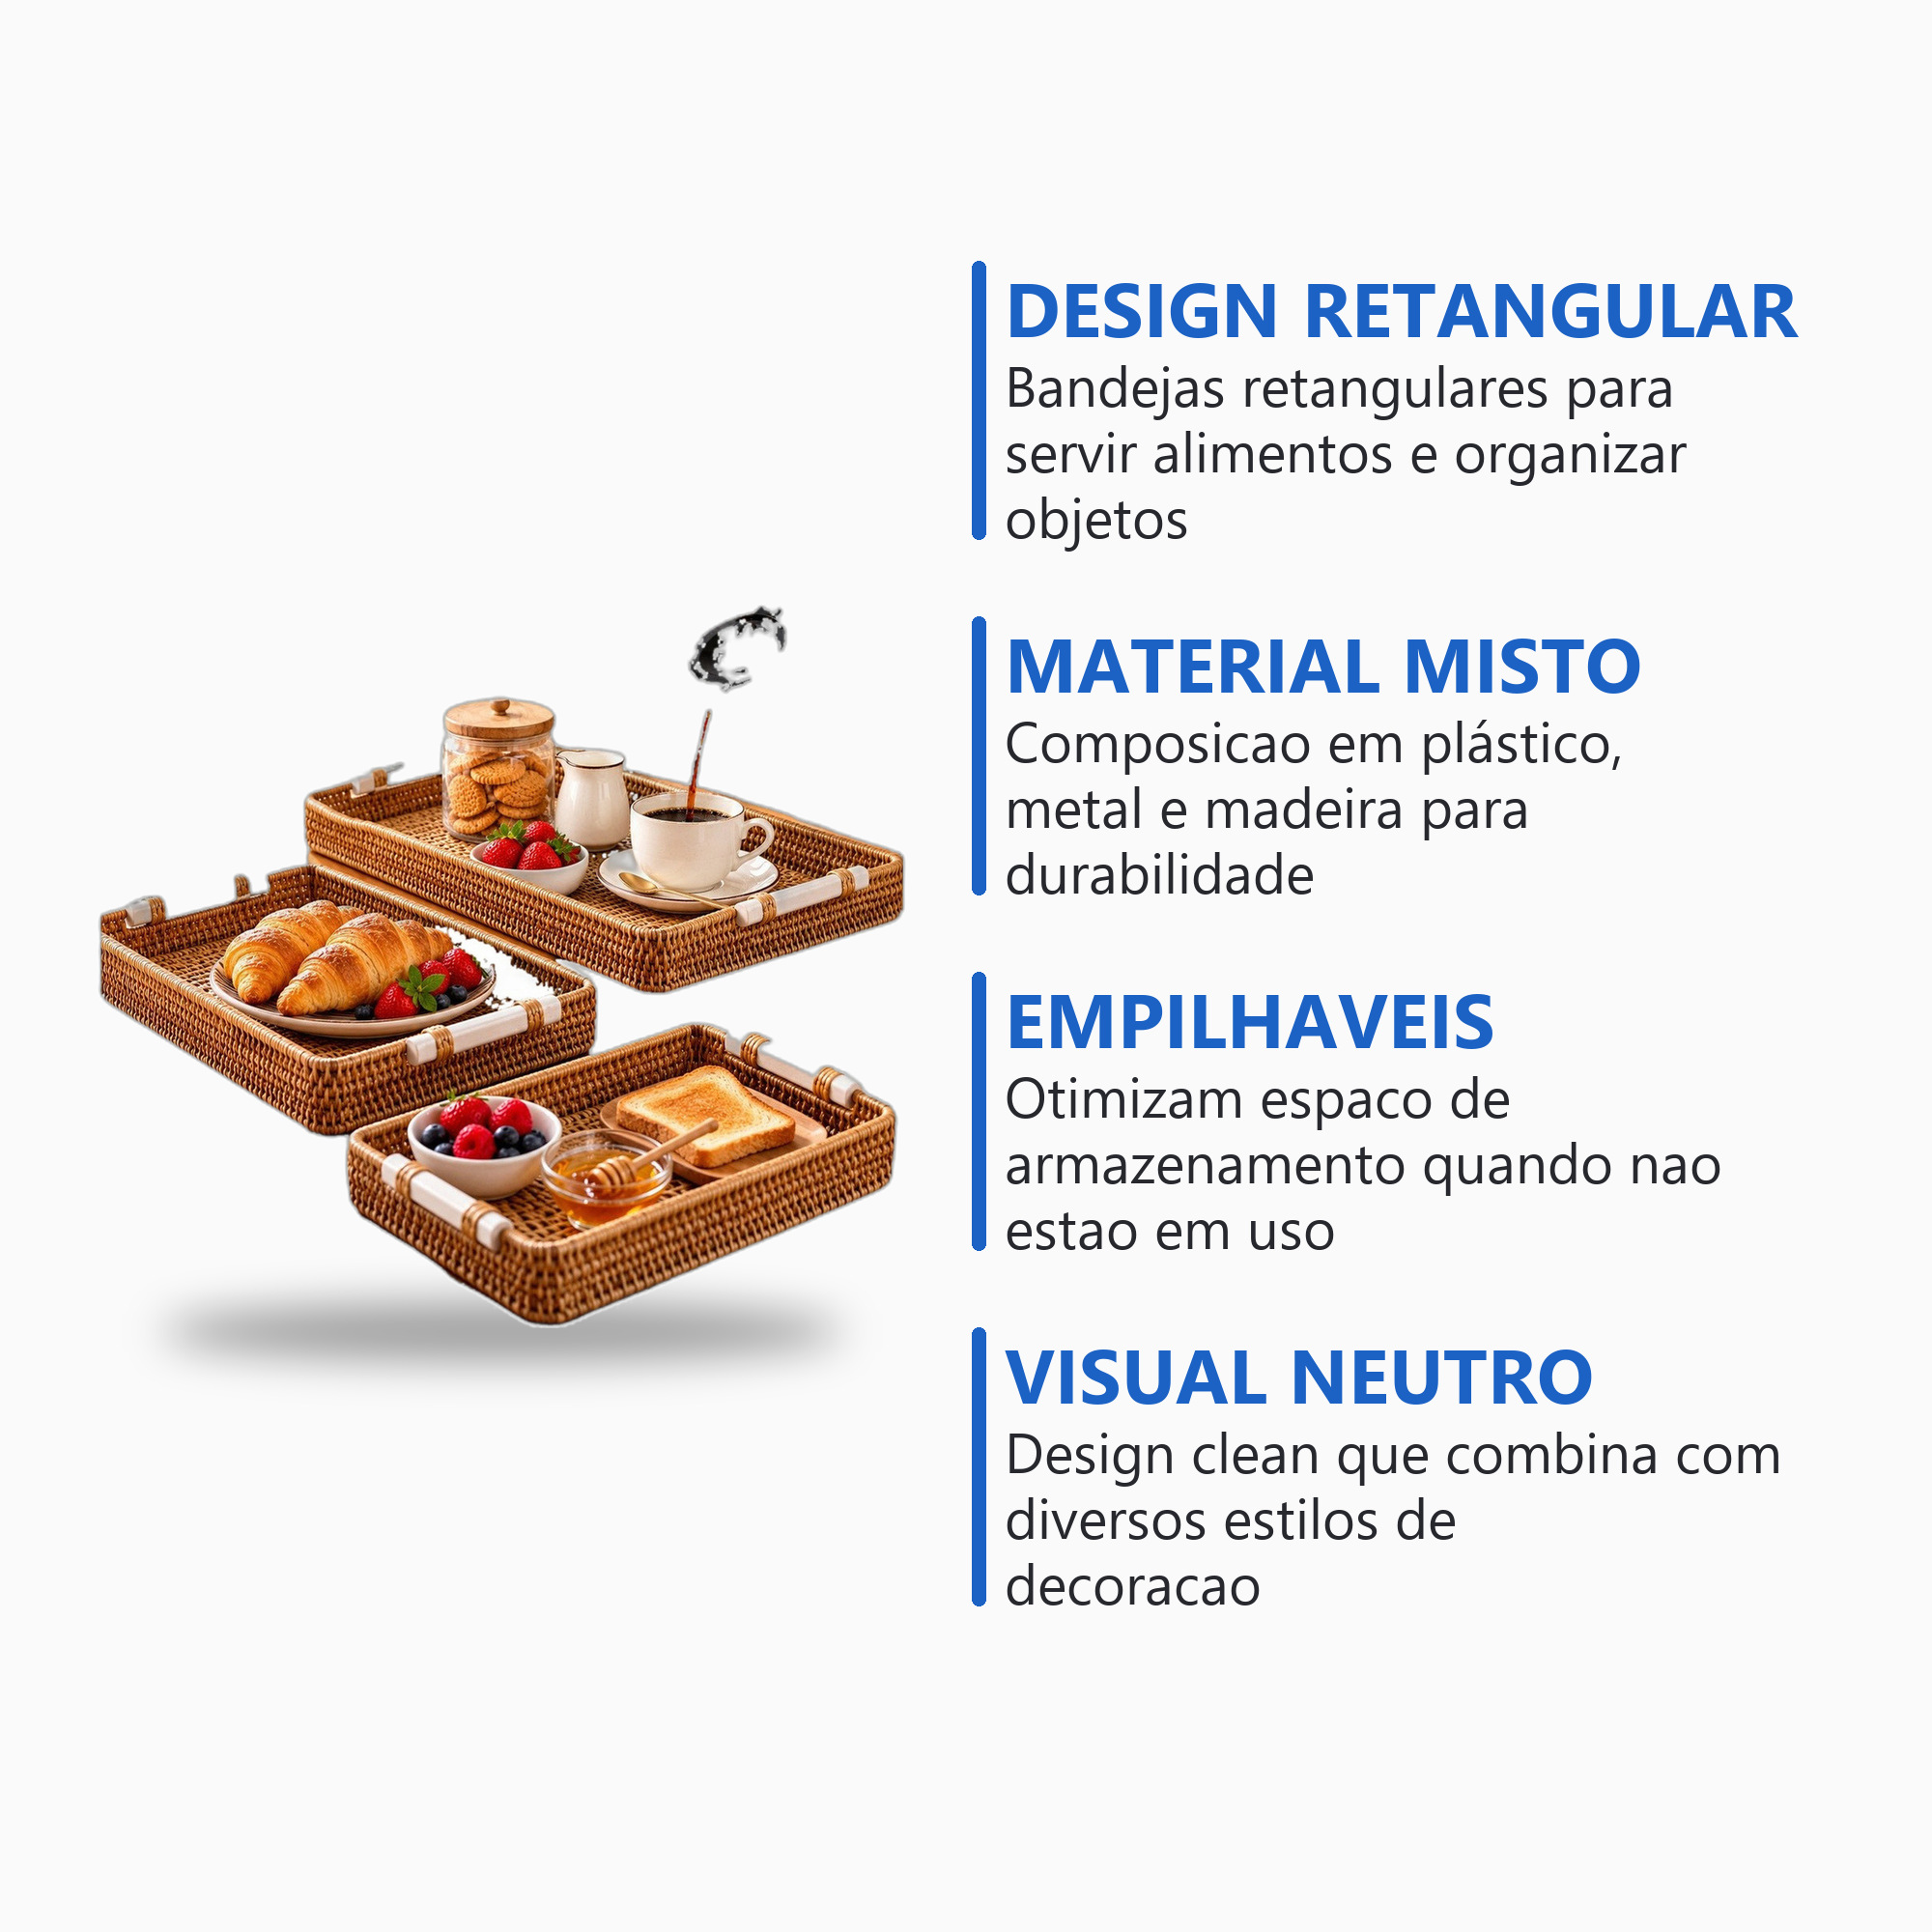 DESIGN RETANGULAR
Bandejas retangulares para
servir alimentos e organizar
objetos
MATERIAL MISTO
Composicao em plástico,
metal e madeira para
durabilidade
EMPILHAVEIS
Otimizam espaco de
armazenamento quando nao
estao em uso
VISUAL NEUTRO
Design clean que combina com
diversos estilos de
decoracao